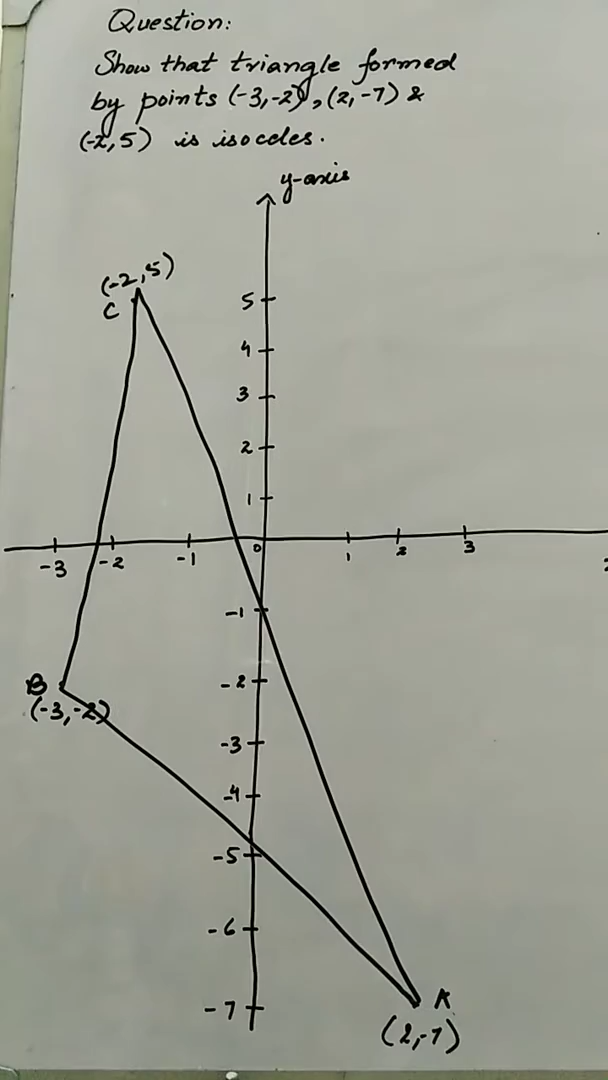 Question:
Show that triangle formed
by points (-3,-2), (2,-7) &
(-2,5) is isoceles.
y-axis
(-2,5)
C
5
4
3
2
1
-3 -2 -1 0 1 2 3
-1
B
-2
(-3,-2)
-3
-4
-5
-6
-7
A
(2,-7)